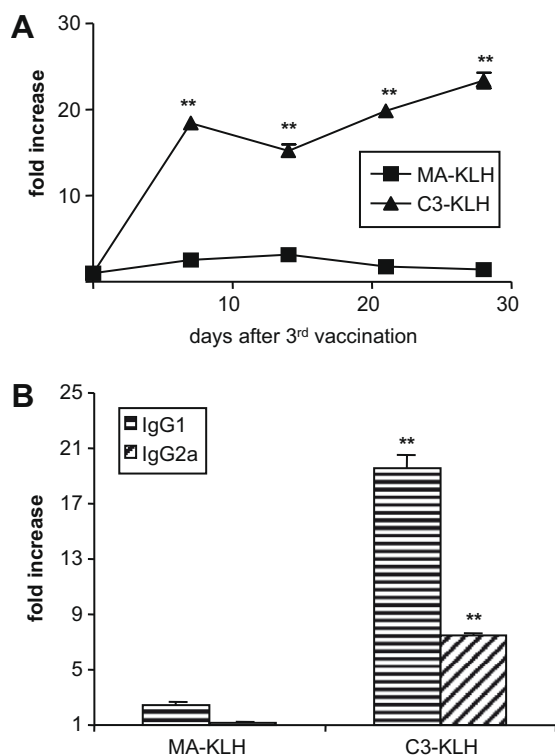 A
30
20
10
fold increase
**
**
**
**
MA-KLH
C3-KLH
10
20
30
days after 3rd vaccination
B
25
21
17
13
9
5
1
fold increase
IgG1
IgG2a
**
**
MA-KLH
C3-KLH